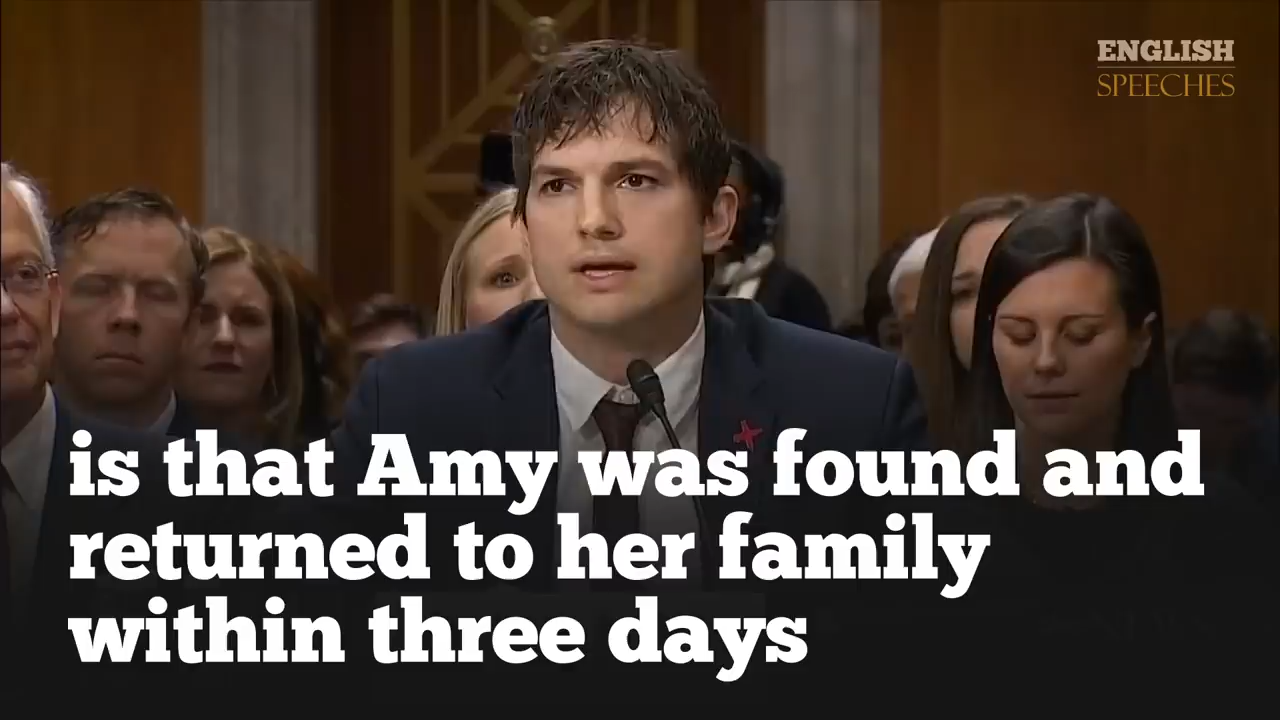 ENGLISH
SPEECHES
is that Amy was found and
returned to her family
within three days